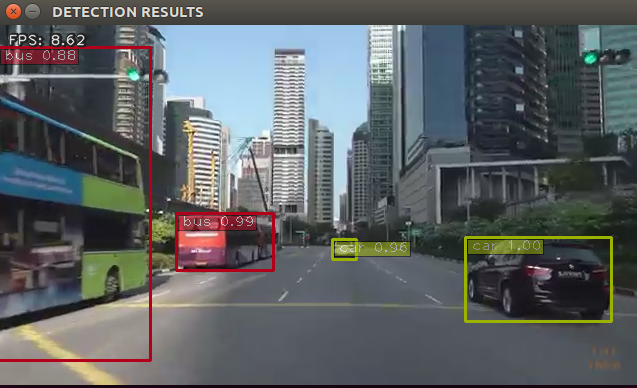 DETECTION RESULTS
FPS: 8.62
bus 0.88
bus 0.99
car 0.96
car 1.00